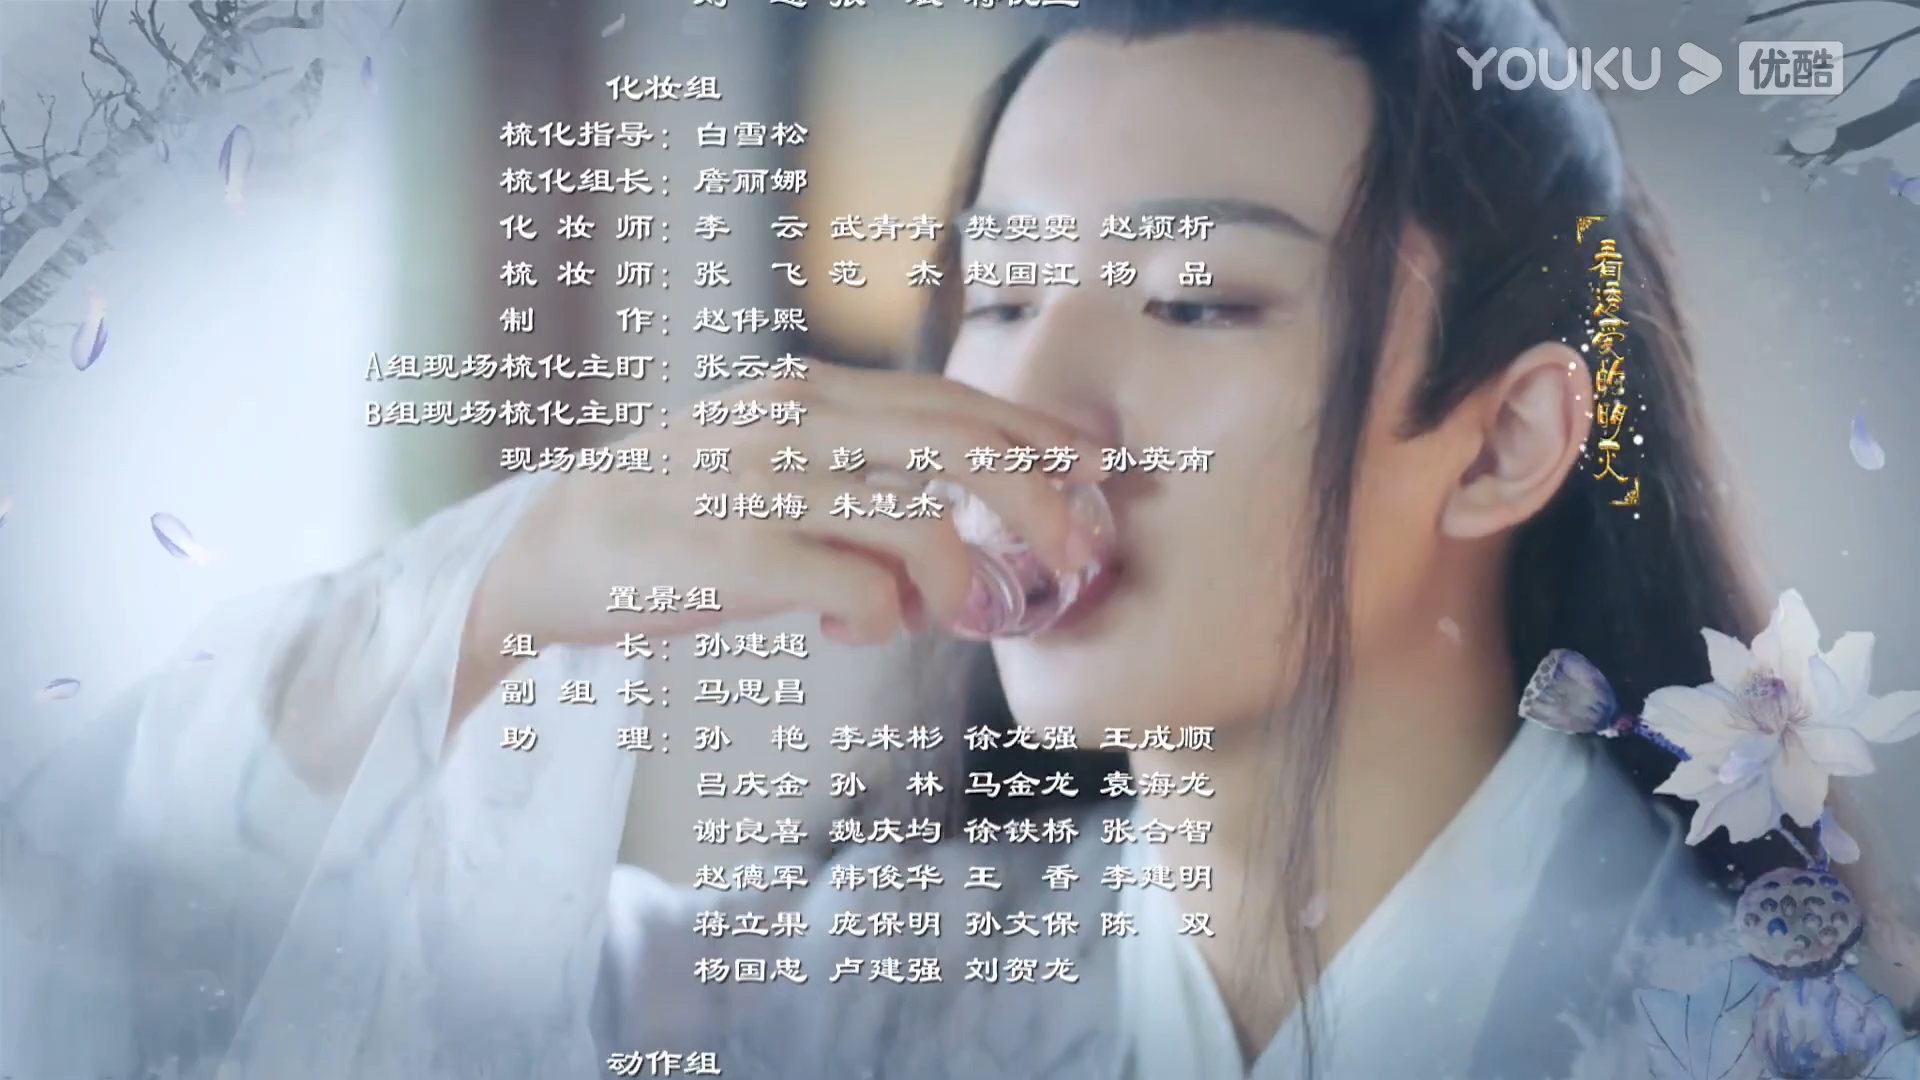 YOUKU 优酷
化妆组
梳化指导：白雪松
梳化组长：詹丽娜
化 妆 师：李 云 武青青 樊雯雯 赵颖析
梳 妆 师：张 飞 范 杰 赵国江 杨 品
制 作：赵伟熙
A组现场梳化主盯：张云杰
B组现场梳化主盯：杨梦晴
现场助理：顾 杰 彭 欣 黄芳芳 孙英南
刘艳梅 朱慧杰
置景组
组 长：孙建超
副 组 长：马思昌
助 理：孙 艳 李来彬 徐龙强 王成顺
吕庆金 孙 林 马金龙 袁海龙
谢良喜 魏庆均 徐铁桥 张合智
赵德军 韩俊华 王 香 李建明
蒋立果 庞保明 孙文保 陈 双
杨国忠 卢建强 刘贺龙
动作组